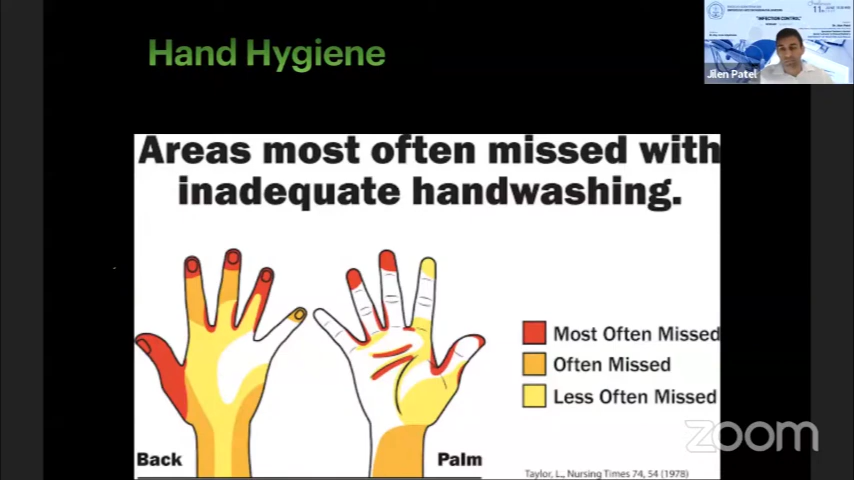 Hand Hygiene
"INFECTION CONTROL"
Jilen Patel
Areas most often missed with
inadequate handwashing.
Most Often Missed
Often Missed
Less Often Missed
zoom
Back
Palm
Taylor, L., Nursing Times 74, 54 (1978)